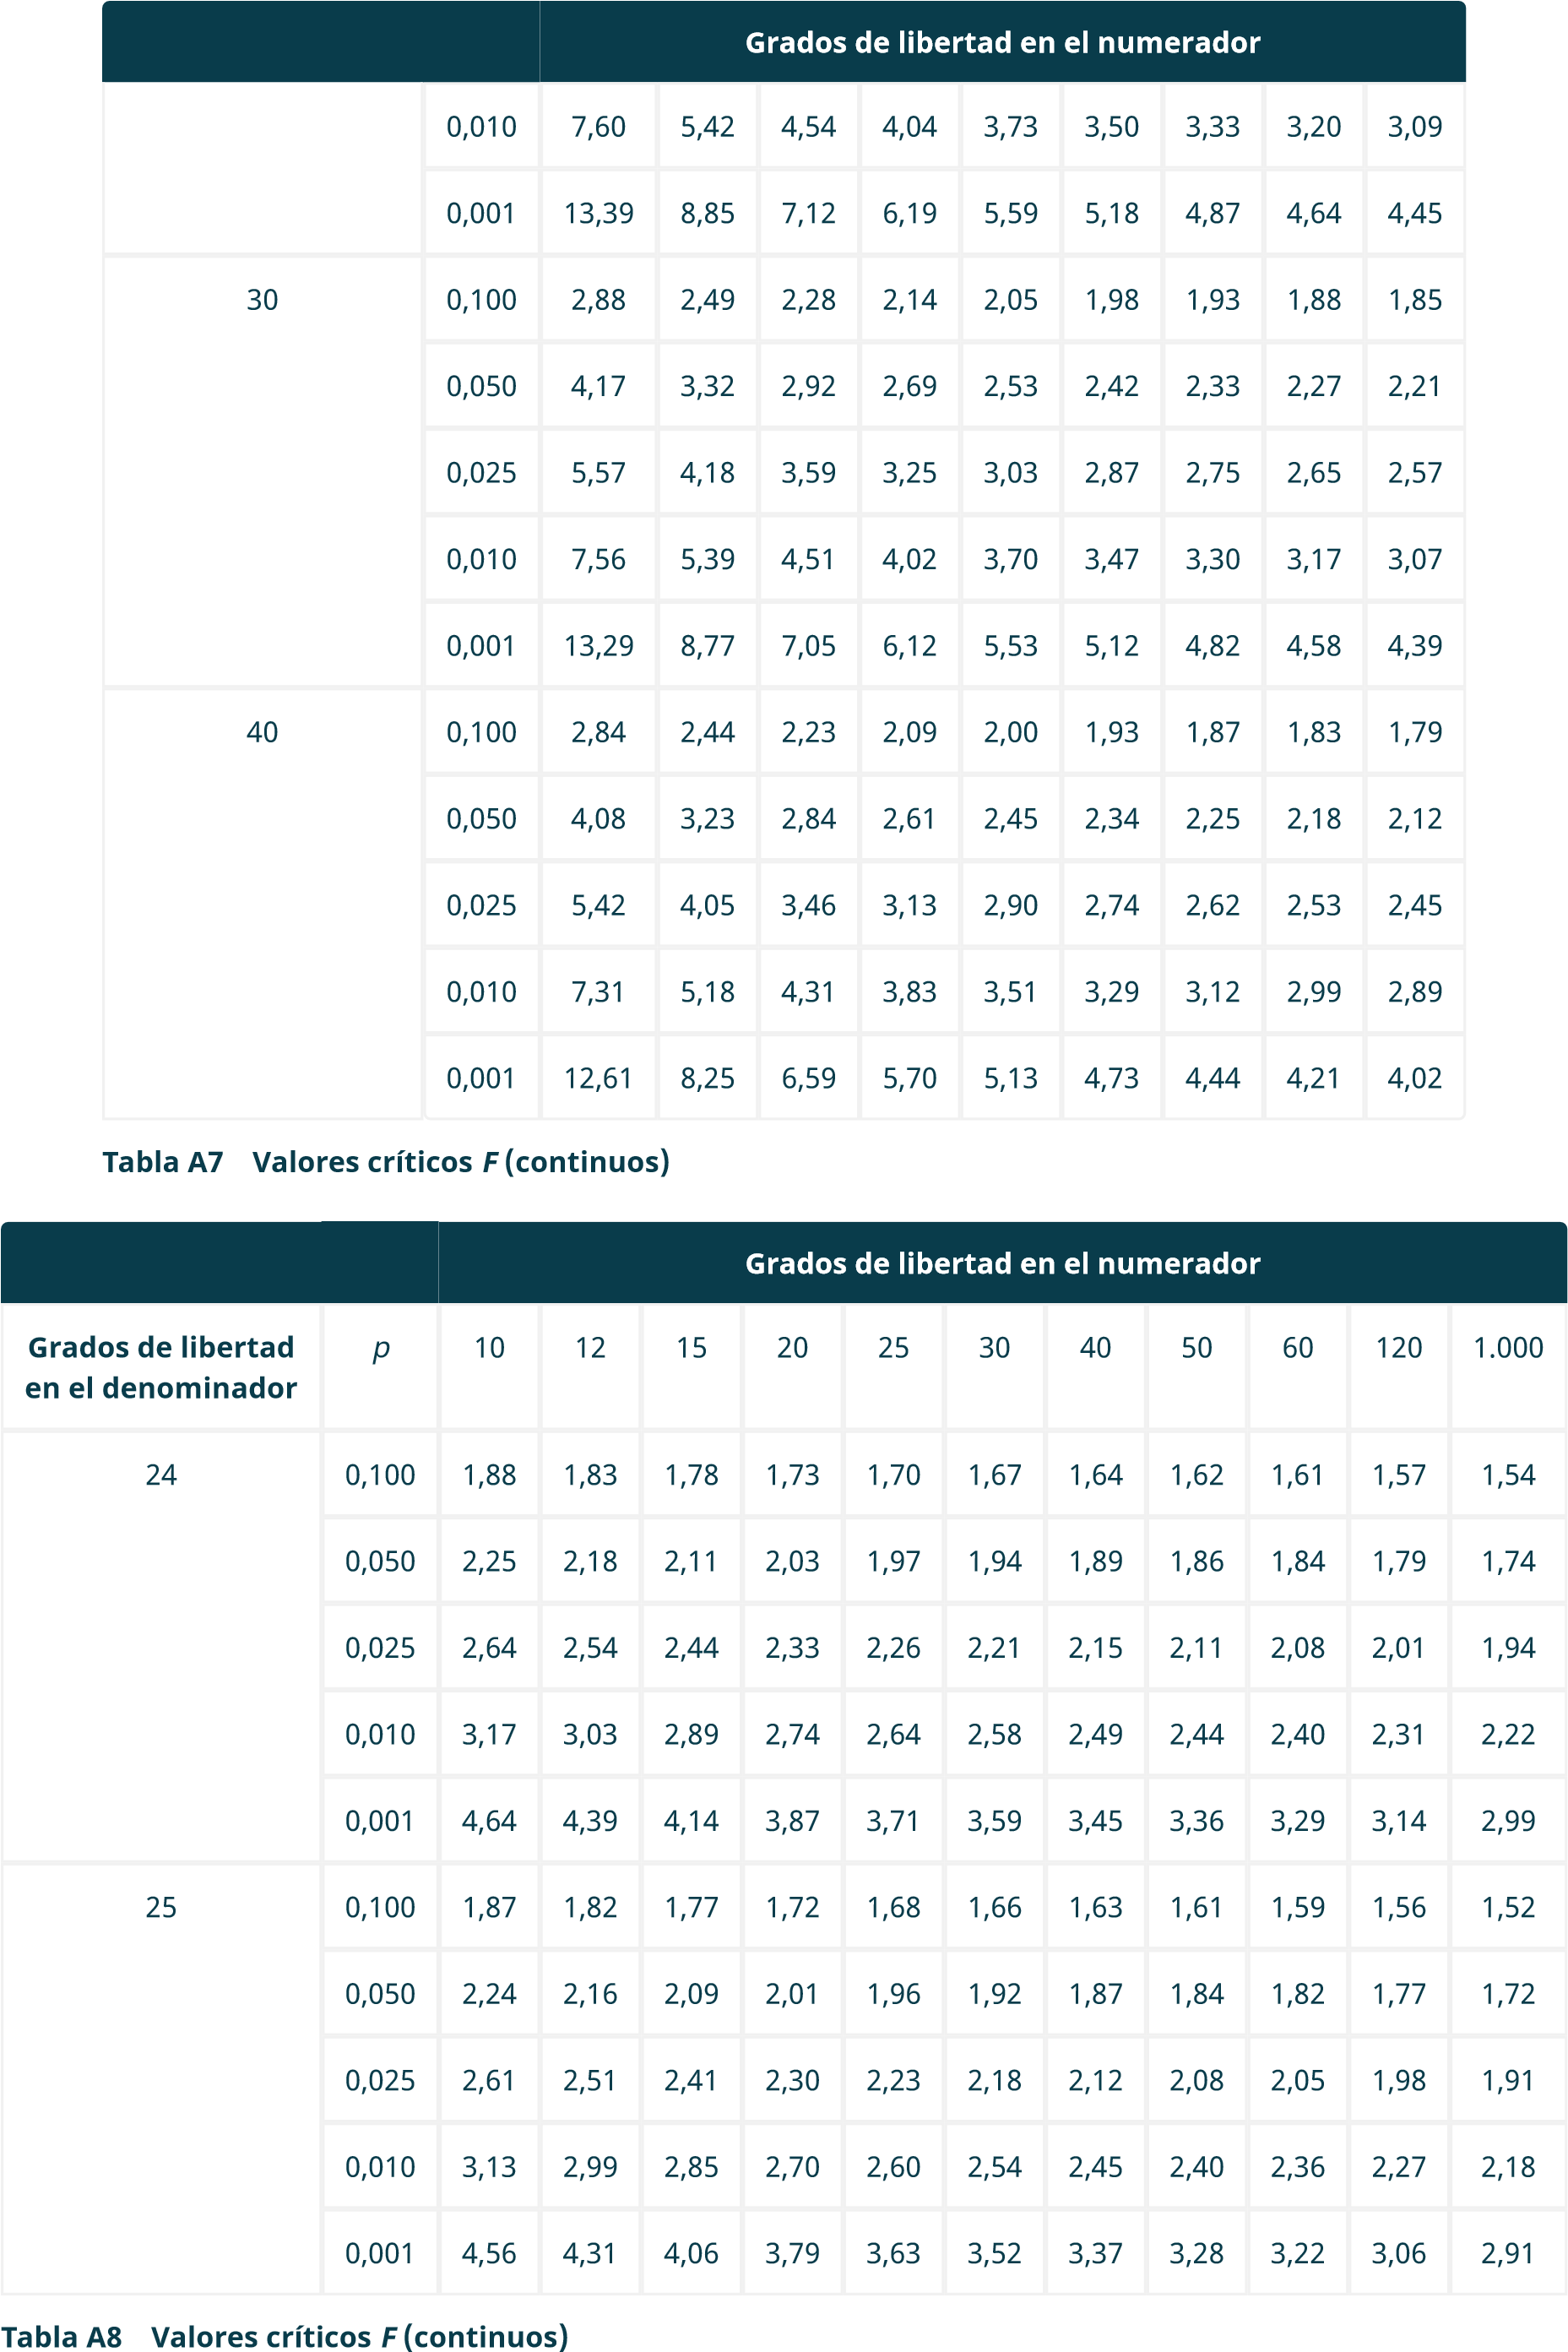 Grados de libertad en el numerador
0,010 7,60 5,42 4,54 4,04 3,73 3,50 3,33 3,20 3,09
0,001 13,39 8,85 7,12 6,19 5,59 5,18 4,87 4,64 4,45
30 0,100 2,88 2,49 2,28 2,14 2,05 1,98 1,93 1,88 1,85
0,050 4,17 3,32 2,92 2,69 2,53 2,42 2,33 2,27 2,21
0,025 5,57 4,18 3,59 3,25 3,03 2,87 2,75 2,65 2,57
0,010 7,56 5,39 4,51 4,02 3,70 3,47 3,30 3,17 3,07
0,001 13,29 8,77 7,05 6,12 5,53 5,12 4,82 4,58 4,39
40 0,100 2,84 2,44 2,23 2,09 2,00 1,93 1,87 1,83 1,79
0,050 4,08 3,23 2,84 2,61 2,45 2,34 2,25 2,18 2,12
0,025 5,42 4,05 3,46 3,13 2,90 2,74 2,62 2,53 2,45
0,010 7,31 5,18 4,31 3,83 3,51 3,29 3,12 2,99 2,89
0,001 12,61 8,25 6,59 5,70 5,13 4,73 4,44 4,21 4,02
Tabla A7 Valores críticos F (continuos)
Grados de libertad en el numerador
Grados de libertad p 10 12 15 20 25 30 40 50 60 120 1.000
en el denominador
24 0,100 1,88 1,83 1,78 1,73 1,70 1,67 1,64 1,62 1,61 1,57 1,54
0,050 2,25 2,18 2,11 2,03 1,97 1,94 1,89 1,86 1,84 1,79 1,74
0,025 2,64 2,54 2,44 2,33 2,26 2,21 2,15 2,11 2,08 2,01 1,94
0,010 3,17 3,03 2,89 2,74 2,64 2,58 2,49 2,44 2,40 2,31 2,22
0,001 4,64 4,39 4,14 3,87 3,71 3,59 3,45 3,36 3,29 3,14 2,99
25 0,100 1,87 1,82 1,77 1,72 1,68 1,66 1,63 1,61 1,59 1,56 1,52
0,050 2,24 2,16 2,09 2,01 1,96 1,92 1,87 1,84 1,82 1,77 1,72
0,025 2,61 2,51 2,41 2,30 2,23 2,18 2,12 2,08 2,05 1,98 1,91
0,010 3,13 2,99 2,85 2,70 2,60 2,54 2,45 2,40 2,36 2,27 2,18
0,001 4,56 4,31 4,06 3,79 3,63 3,52 3,37 3,28 3,22 3,06 2,91
Tabla A8 Valores críticos F (continuos)